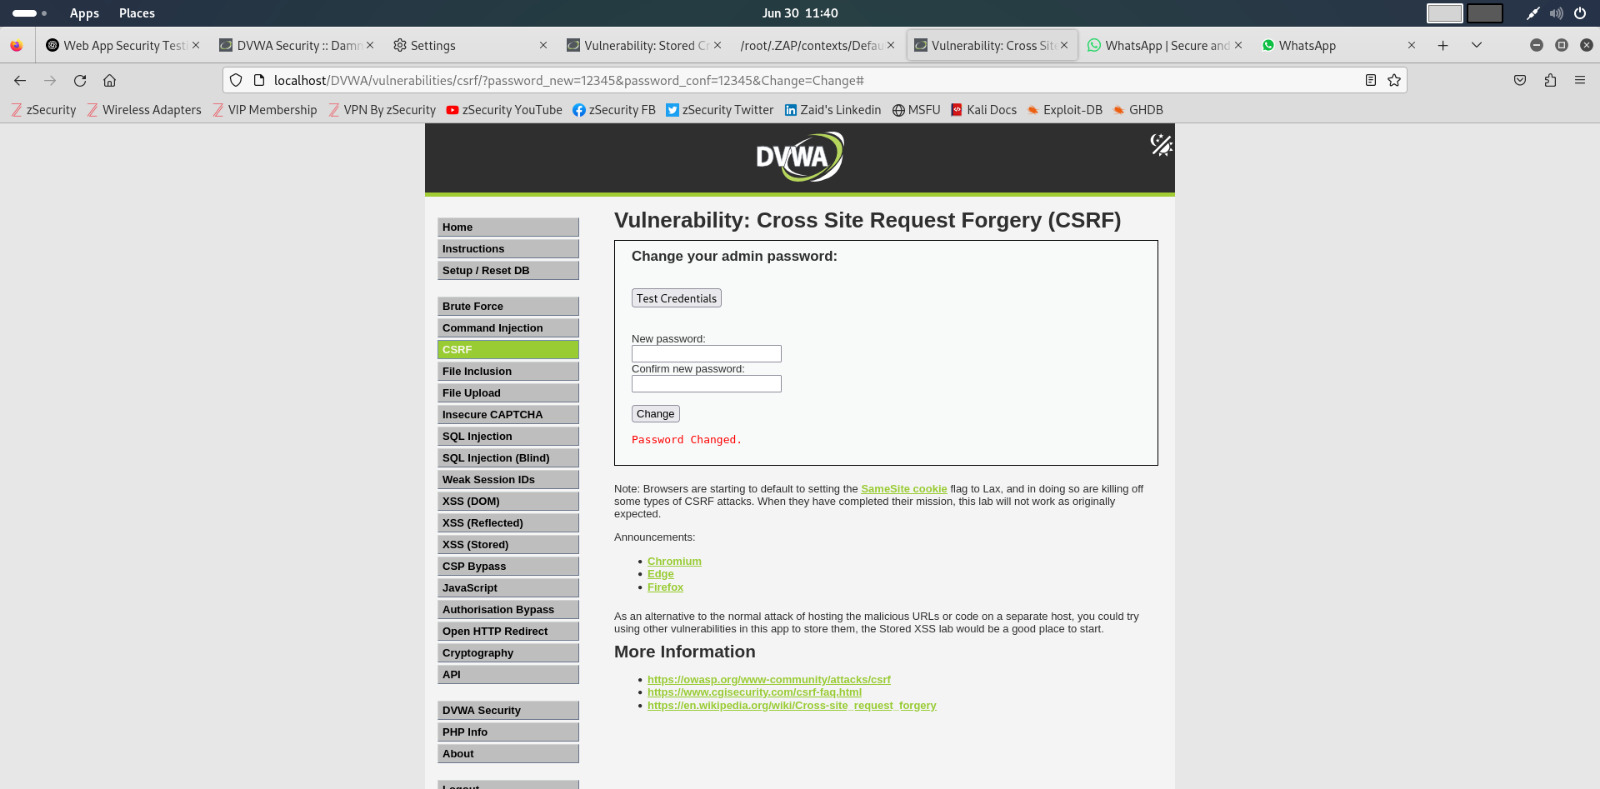 Apps Places Jun 30 11:40
Web App Security Testi DVWA Security :: Damn Settings Vulnerability: Stored Cr /root/.ZAP/contexts/Defau Vulnerability: Cross Site WhatsApp | Secure and WhatsApp
localhost/DVWA/vulnerabilities/csrf/?password_new=12345&password_conf=12345&Change=Change#
zSecurity Wireless Adapters VIP Membership VPN By zSecurity zSecurity YouTube zSecurity FB zSecurity Twitter Zaid's Linkedin MSFU Kali Docs Exploit-DB GHDB
DVWA
Home
Instructions
Setup / Reset DB
Brute Force
Command Injection
CSRF
File Inclusion
File Upload
Insecure CAPTCHA
SQL Injection
SQL Injection (Blind)
Weak Session IDs
XSS (DOM)
XSS (Reflected)
XSS (Stored)
CSP Bypass
JavaScript
Authorisation Bypass
Open HTTP Redirect
Cryptography
API
DVWA Security
PHP Info
About
Logout
Vulnerability: Cross Site Request Forgery (CSRF)
Change your admin password:
Test Credentials
New password:
Confirm new password:
Change
Password Changed.
Note: Browsers are starting to default to setting the SameSite cookie flag to Lax, and in doing so are killing off
some types of CSRF attacks. When they have completed their mission, this lab will not work as originally
expected.
Announcements:
Chromium
Edge
Firefox
As an alternative to the normal attack of hosting the malicious URLs or code on a separate host, you could try
using other vulnerabilities in this app to store them, the Stored XSS lab would be a good place to start.
More Information
https://owasp.org/www-community/attacks/csrf
https://www.cgisecurity.com/csrf-faq.html
https://en.wikipedia.org/wiki/Cross-site_request_forgery